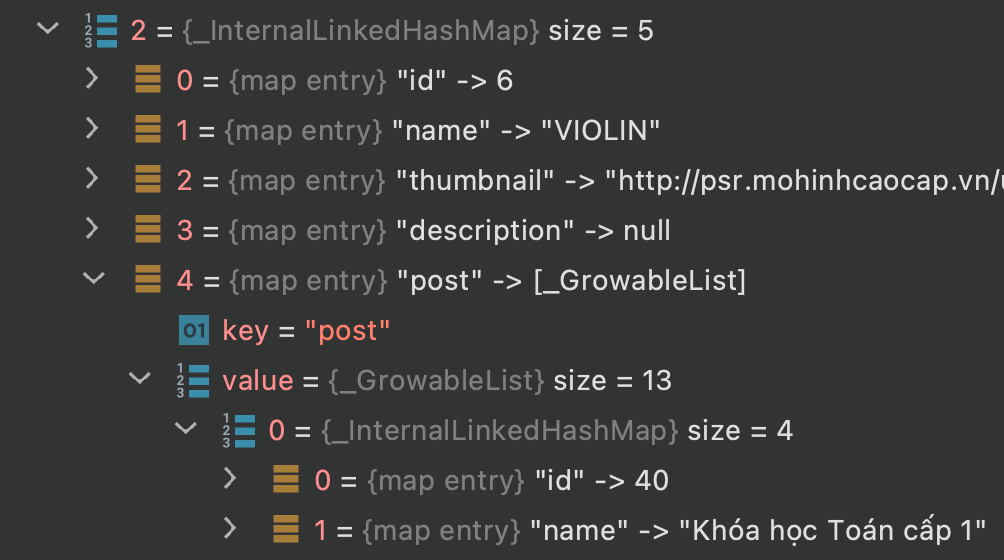 2 = {_InternalLinkedHashMap} size = 5
0 = {map entry} "id" -> 6
1 = {map entry} "name" -> "VIOLIN"
2 = {map entry} "thumbnail" -> "http://psr.mohinhcaocap.vn/u
3 = {map entry} "description" -> null
4 = {map entry} "post" -> [_GrowableList]
01 key = "post"
value = {_GrowableList} size = 13
0 = {_InternalLinkedHashMap} size = 4
0 = {map entry} "id" -> 40
1 = {map entry} "name" -> "Khóa học Toán cấp 1"